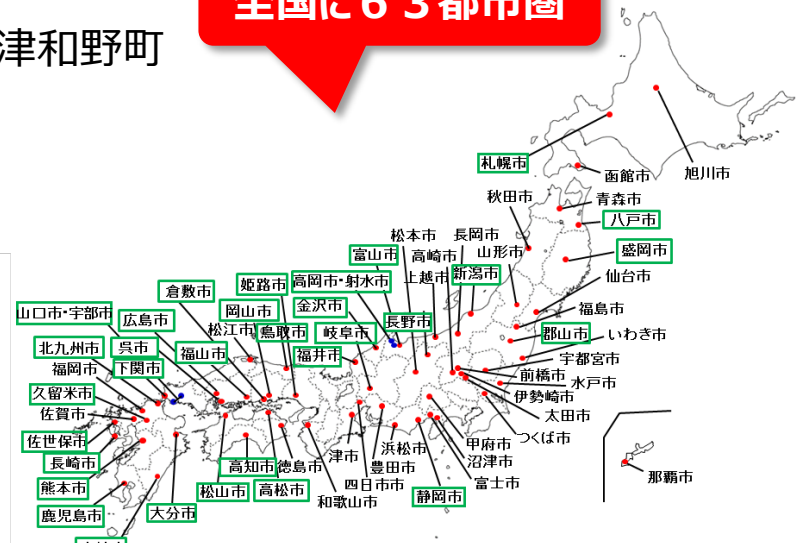 全国に６３都市圏
津和野町
札幌市
旭川市
函館市
秋田市
青森市
八戸市
松本市
長岡市
富山市
高崎市
山形市
盛岡市
上越市
新潟市
仙台市
倉敷市
姫路市
高岡市・射水市
山口市・宇部市
広島市
岡山市
金沢市
長野市
福島市
松江市
鳥取市
岐阜市
郡山市
いわき市
北九州市
呉市
福山市
福井市
宇都宮市
福岡市
下関市
前橋市
水戸市
久留米市
伊勢崎市
佐賀市
太田市
佐世保市
つくば市
長崎市
高知市
徳島市
津市
浜松市
甲府市
豊田市
沼津市
熊本市
松山市
高松市
四日市市
静岡市
富士市
那覇市
鹿児島市
大分市
和歌山市